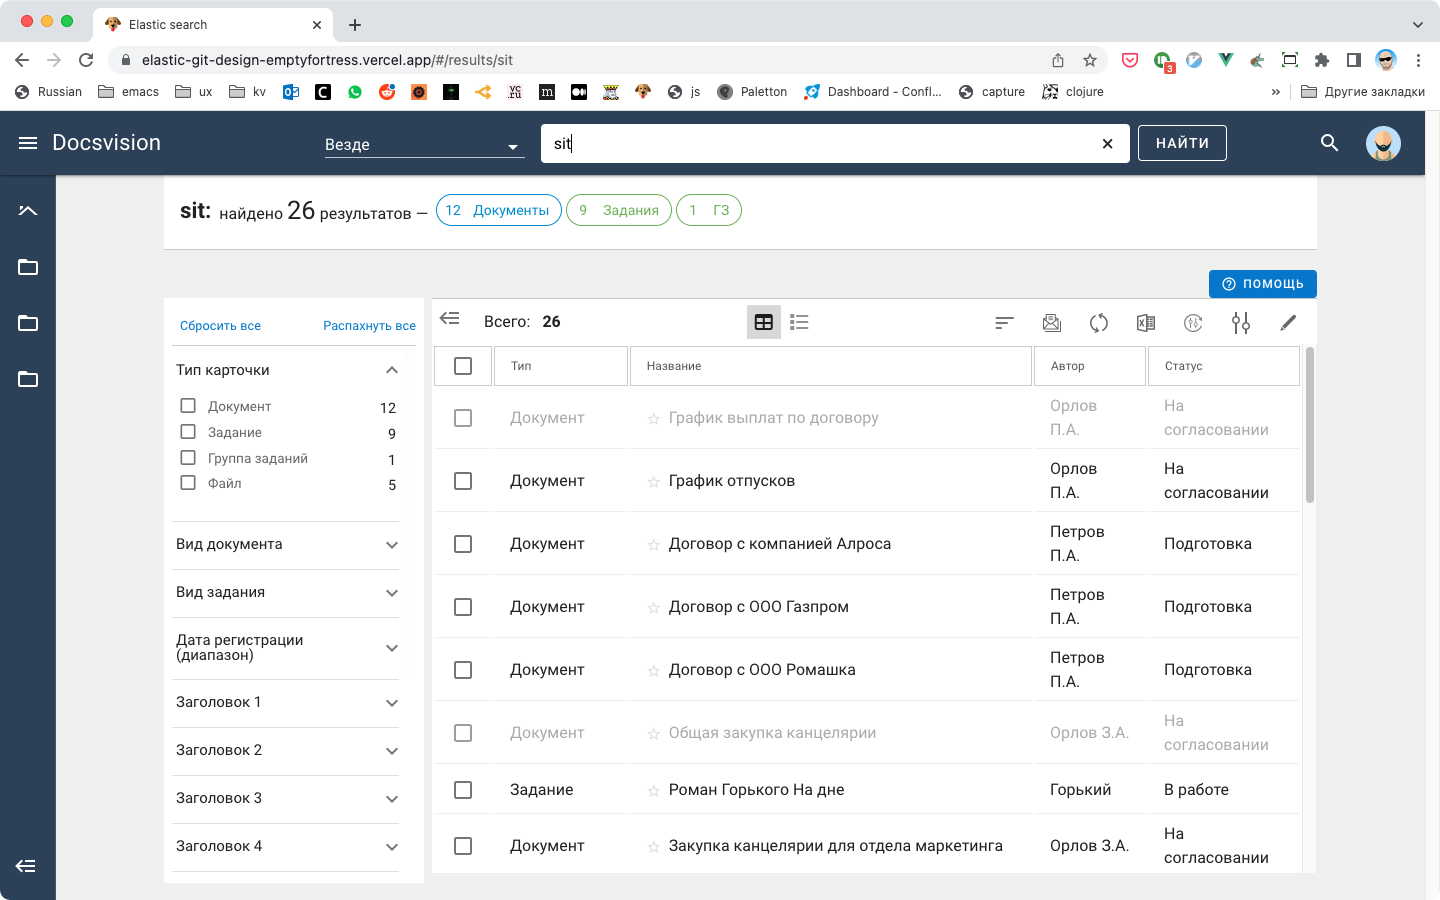 Elastic search
elastic-git-design-emptyfortress.vercel.app/#/results/sit
3
Russian emacs ux kv vc.ru m js Paletton Dashboard - Confl... capture clojure » Другие закладки
Docsvision Везде sit НАЙТИ
sit: найдено 26 результатов – 12 Документы 9 Задания 1 ГЗ
ПОМОЩЬ
Сбросить все Распахнуть все
Тип карточки
Документ 12
Задание 9
Группа заданий 1
Файл 5
Вид документа
Вид задания
Дата регистрации
(диапазон)
Заголовок 1
Заголовок 2
Заголовок 3
Заголовок 4
Всего: 26
Тип Название Автор Статус
Документ График выплат по договору Орлов П.А. На согласовании
Документ График отпусков Орлов П.А. На согласовании
Документ Договор с компанией Алроса Петров П.А. Подготовка
Документ Договор с ООО Газпром Петров П.А. Подготовка
Документ Договор с ООО Ромашка Петров П.А. Подготовка
Документ Общая закупка канцелярии Орлов З.А. На согласовании
Задание Роман Горького На дне Горький В работе
Документ Закупка канцелярии для отдела маркетинга Орлов З.А. На согласовании